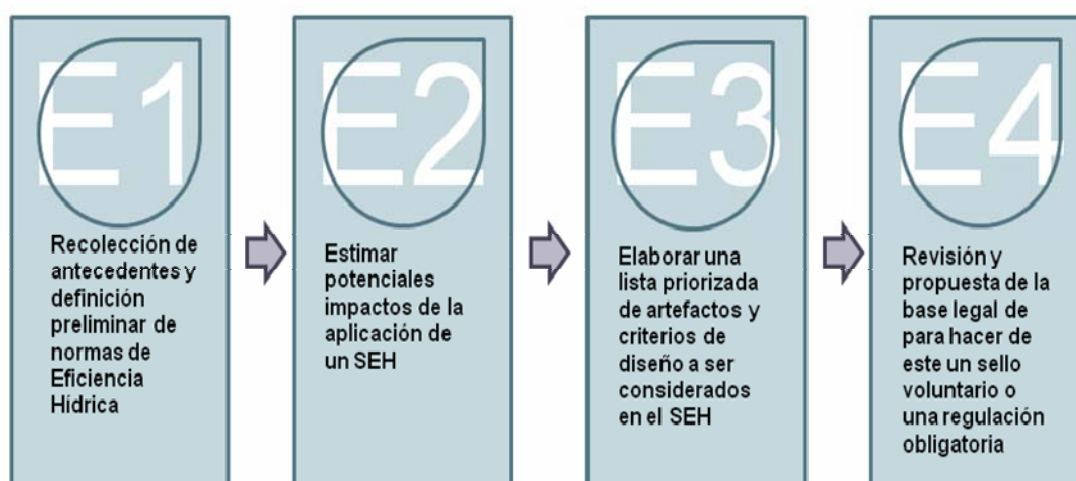 E1
Recolección de
antecedentes y
definición
preliminar de
normas de
Eficiencia
Hídrica
E2
Estimar
potenciales
impactos de la
aplicación de
un SEH
E3
Elaborar una
lista priorizada
de artefactos y
criterios de
diseño a ser
considerados
en el SEH
E4
Revisión y
propuesta de la
base legal de
para hacer de
este un sello
voluntario o
una regulación
obligatoria